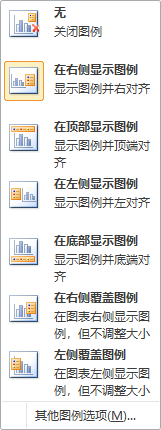 无
关闭图例
在右侧显示图例
显示图例并右对齐
在顶部显示图例
显示图例并顶端对
齐
在左侧显示图例
显示图例并左对齐
在底部显示图例
显示图例并底端对
齐
在右侧覆盖图例
在图表右侧显示图
例，但不调整大小
左侧覆盖图例
在图表左侧显示图
例，但不调整大小
其他图例选项(M)...